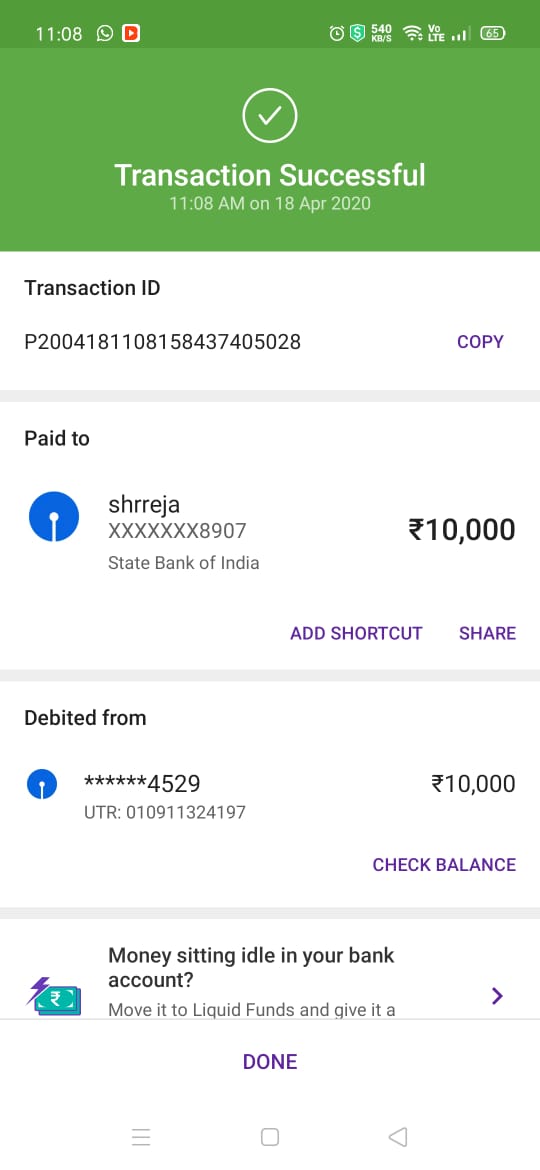 11:08 540 KB/S Vo LTE 65
Transaction Successful
11:08 AM on 18 Apr 2020
Transaction ID
P2004181108158437405028 COPY
Paid to
shrreja
XXXXXXX8907
₹10,000
State Bank of India
ADD SHORTCUT SHARE
Debited from
******4529 ₹10,000
UTR: 010911324197
CHECK BALANCE
Money sitting idle in your bank
account?
Move it to Liquid Funds and give it a
DONE